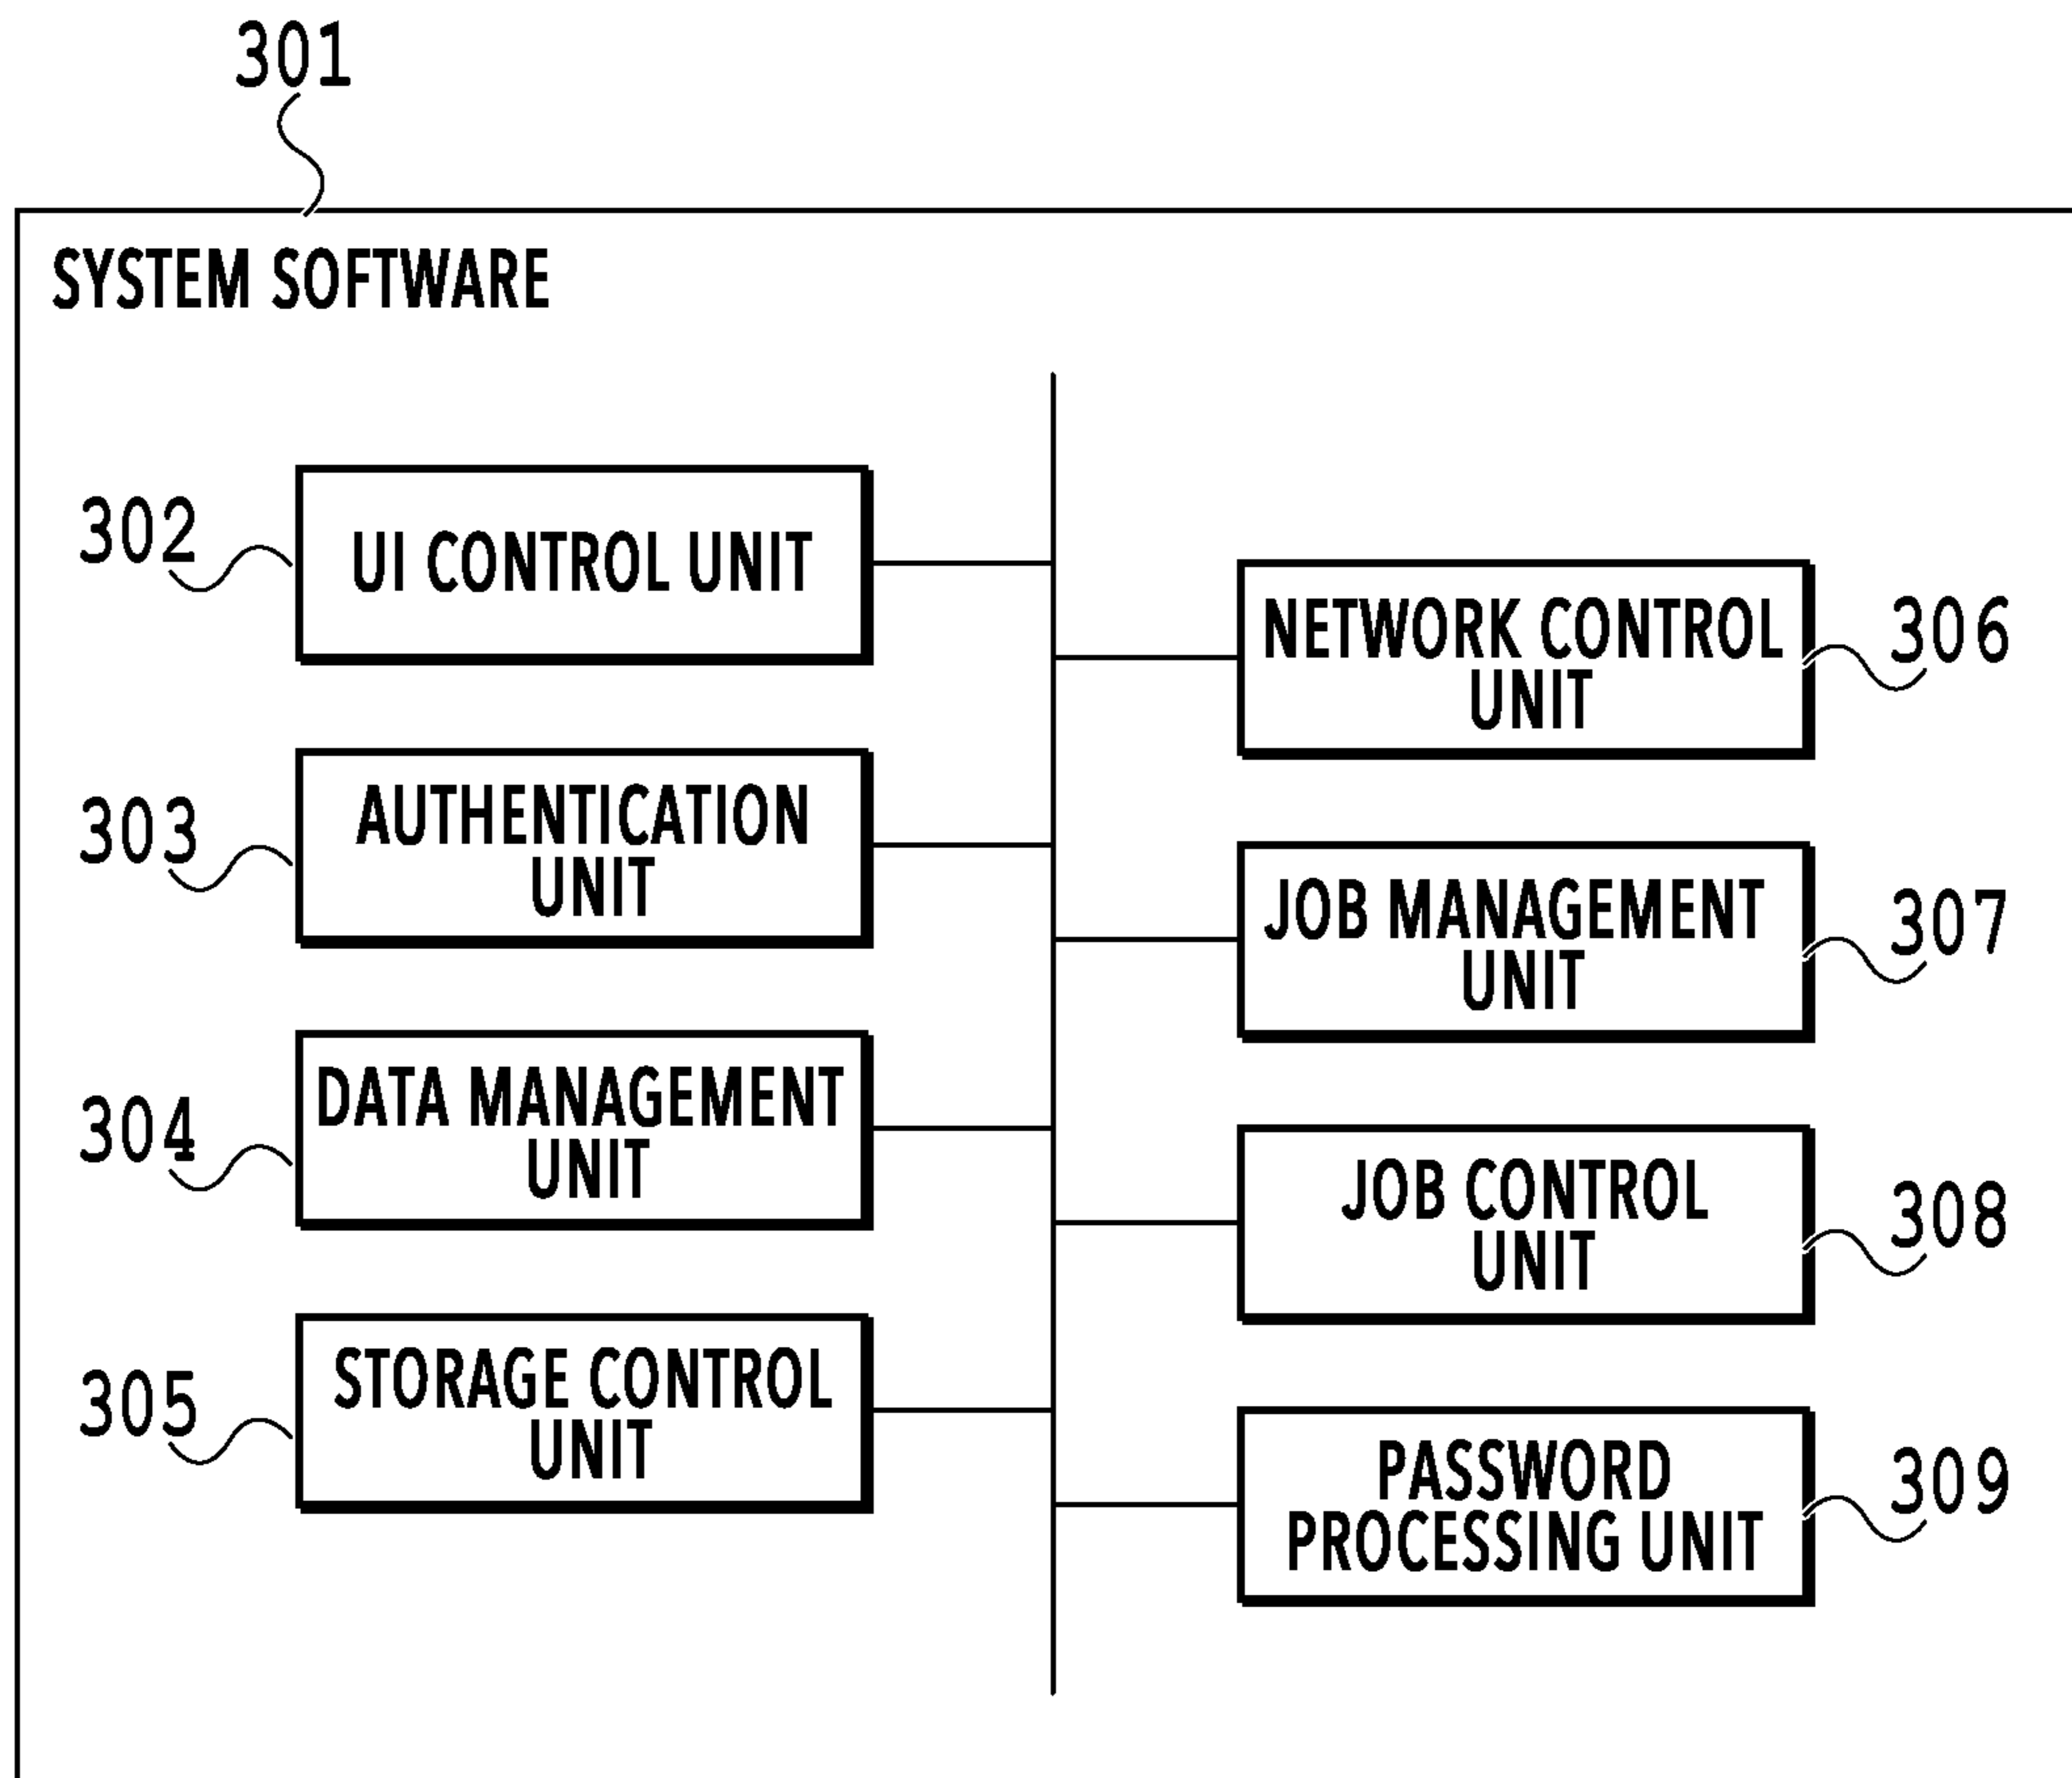 301
SYSTEM SOFTWARE
302
UI CONTROL UNIT
303
AUTHENTICATION
UNIT
304
DATA MANAGEMENT
UNIT
305
STORAGE CONTROL
UNIT
NETWORK CONTROL
UNIT
306
JOB MANAGEMENT
UNIT
307
JOB CONTROL
UNIT
308
PASSWORD
PROCESSING UNIT
309